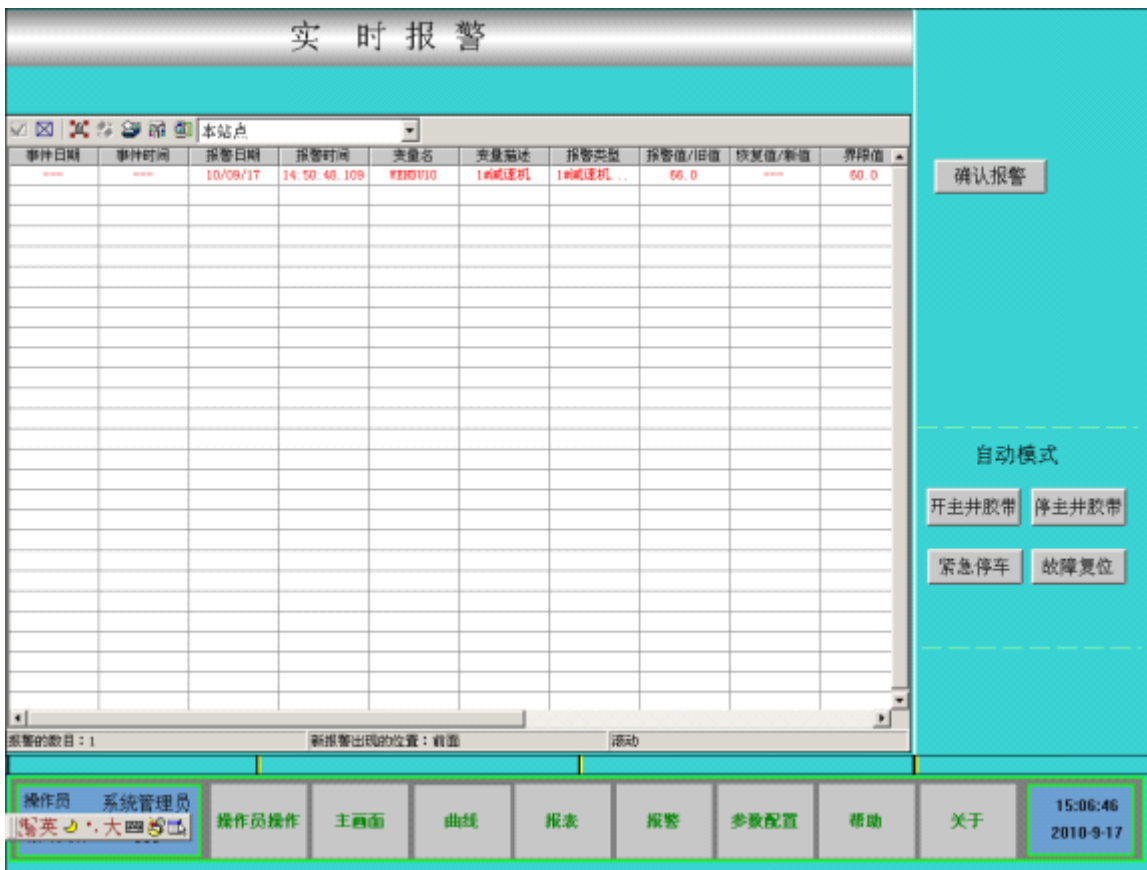 实 时 报 警
本站点
事件日期 事件时间 报警日期 报警时间 变量名 变量描述 报警类型 报警值/旧值 恢复值/新值 界限值
--- --- 10/09/17 14:50:48.109 1#减速机 1#减速机... 66.0 --- 60.0
确认报警
自动模式
开主井胶带 停主井胶带
紧急停车 故障复位
报警的数目：1 新报警出现的位置：前面 滚动
操作员 系统管理员
英 大
操作员操作 主画面 曲线 报表 报警 参数配置 帮助 关于
15:06:46
2010-9-17